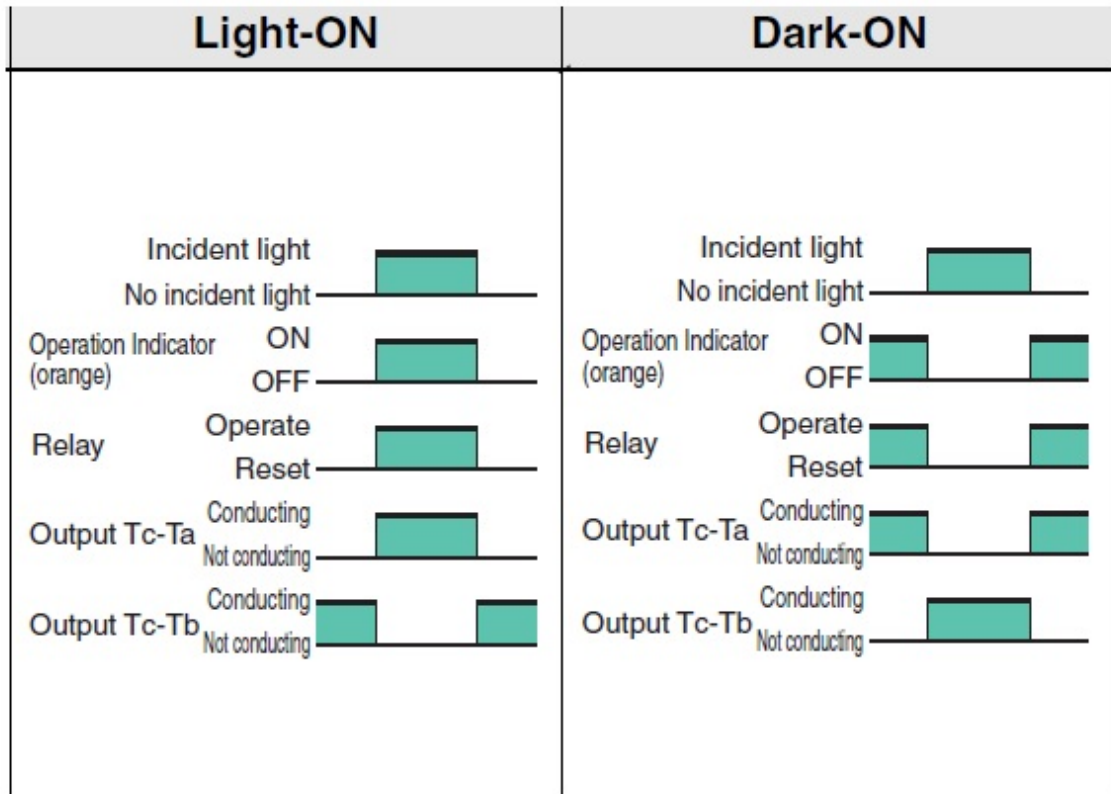 Light-ON
Incident light
No incident light
Operation Indicator
(orange)
ON
OFF
Relay
Operate
Reset
Output Tc-Ta
Conducting
Not conducting
Output Tc-Tb
Conducting
Not conducting
Dark-ON
Incident light
No incident light
Operation Indicator
(orange)
ON
OFF
Relay
Operate
Reset
Output Tc-Ta
Conducting
Not conducting
Output Tc-Tb
Conducting
Not conducting